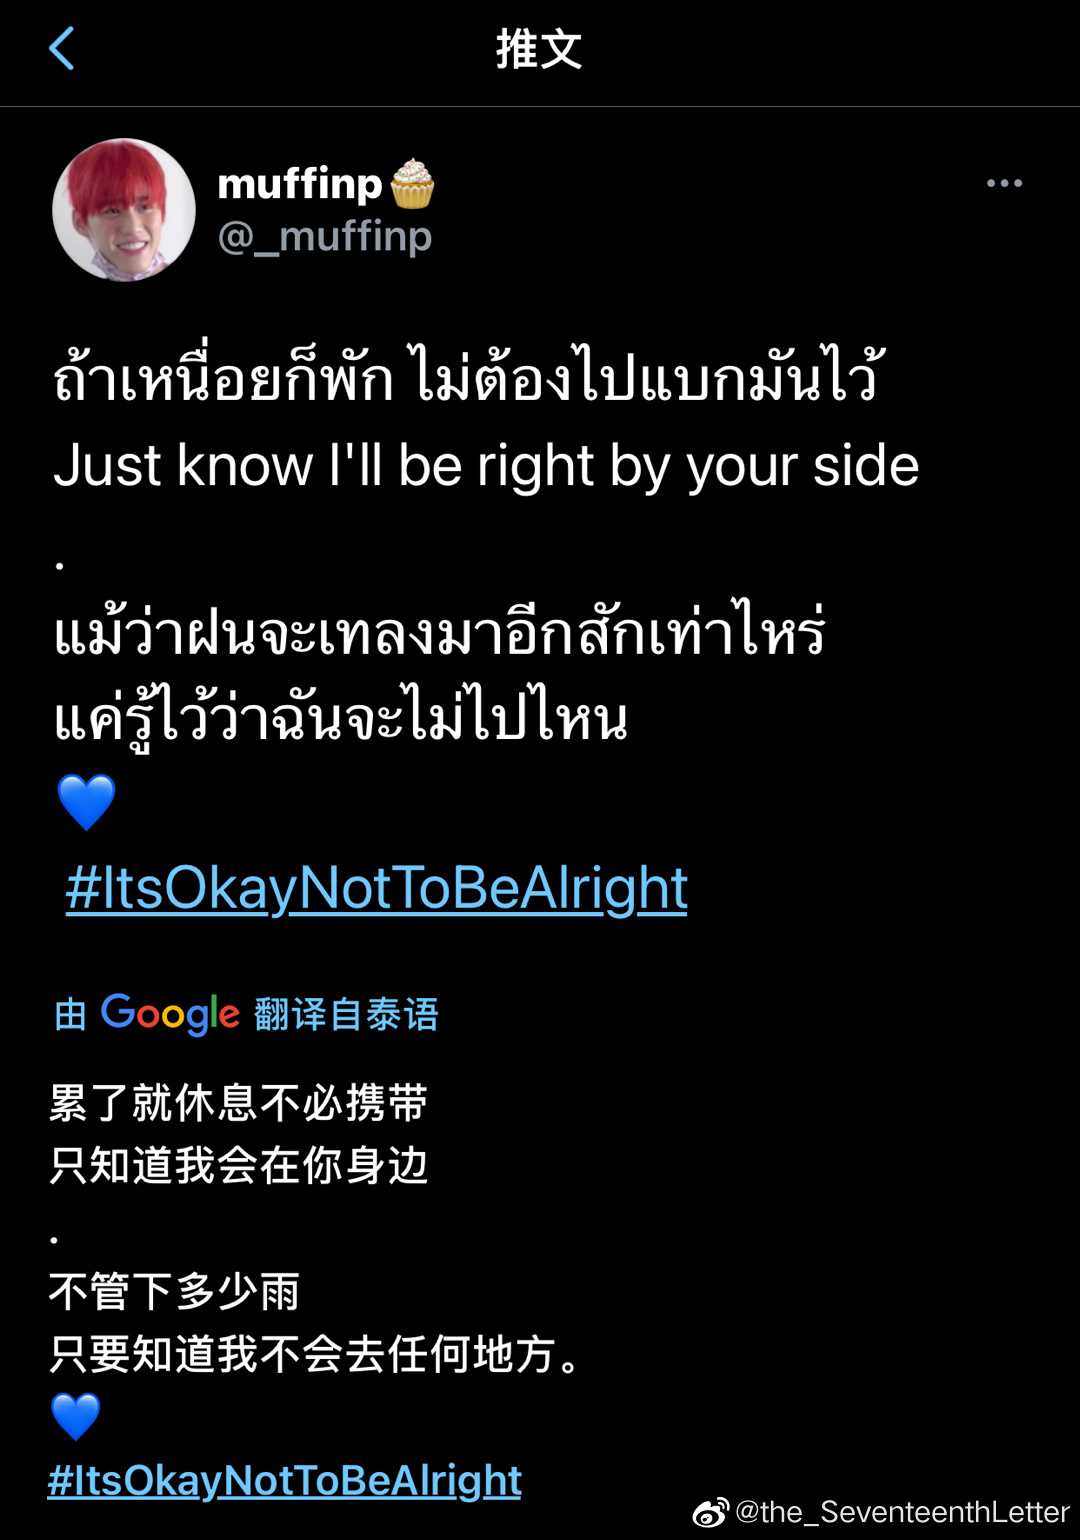 推文
muffinp🧁
@_muffinp
ถ้าเหนื่อยก็พัก ไม่ต้องไปแบกมันไว้
Just know I'll be right by your side
.
แม้ว่าฝนจะเทลงมาอีกสักเท่าไหร่
แค่รู้ไว้ว่าฉันจะไม่ไปไหน
💙
#ItsOkayNotToBeAlright
由 Google 翻译自泰语
累了就休息不必携带
只知道我会在你身边
.
不管下多少雨
只要知道我不会去任何地方。
💙
#ItsOkayNotToBeAlright
@the_SeventeenthLetter